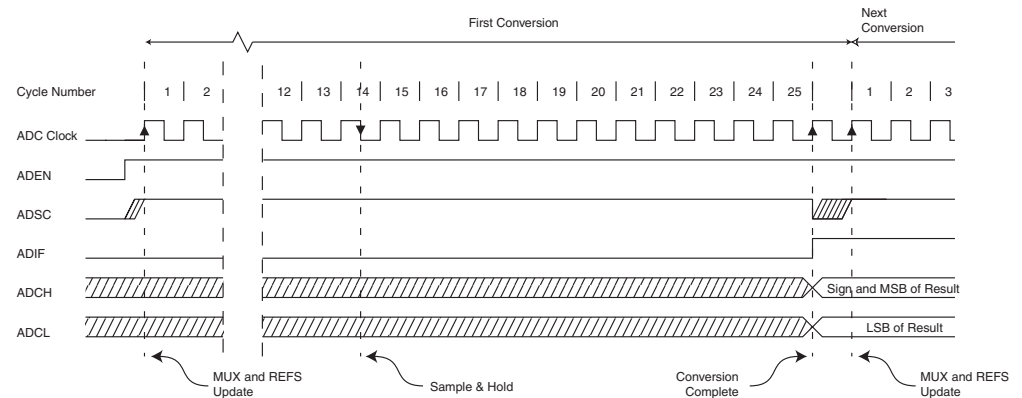 First Conversion
Next
Conversion
Cycle Number 1 2 12 13 14 15 16 17 18 19 20 21 22 23 24 25 1 2 3
ADC Clock
ADEN
ADSC
ADIF
ADCH Sign and MSB of Result
ADCL LSB of Result
MUX and REFS
Update
Sample & Hold
Conversion
Complete
MUX and REFS
Update